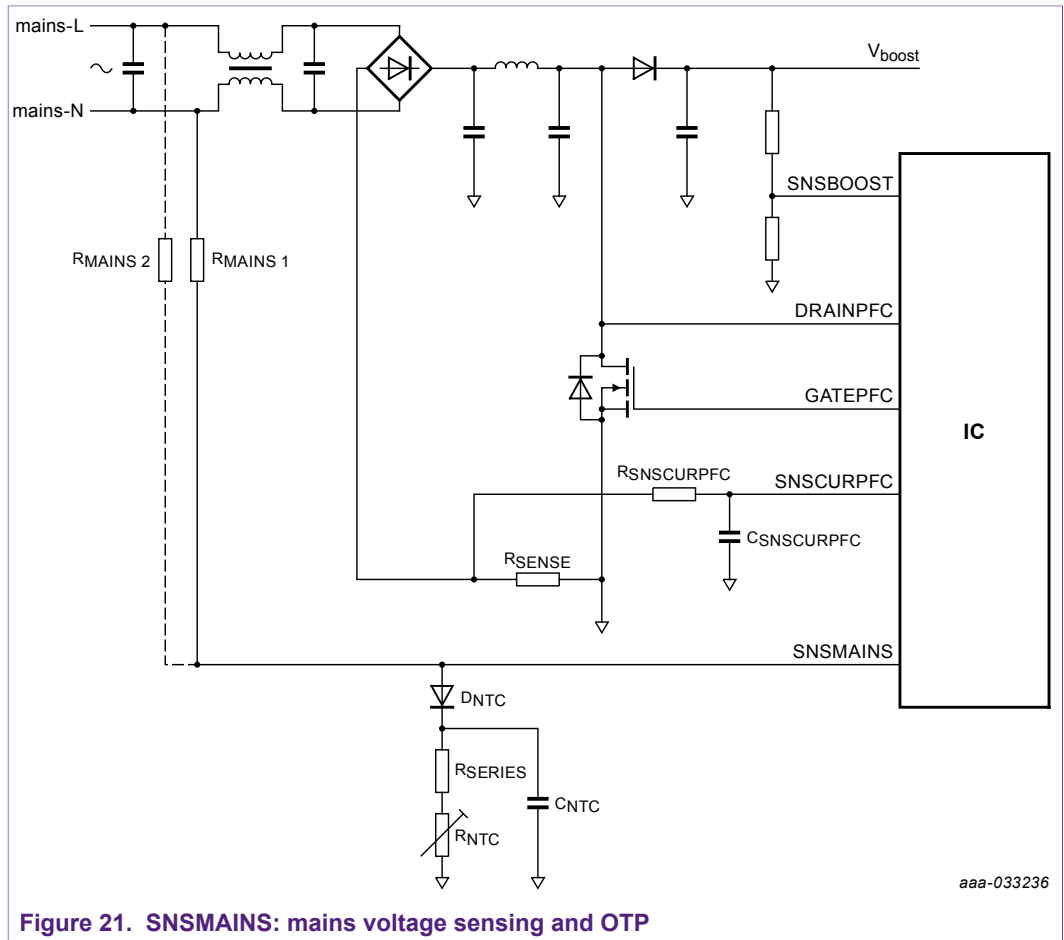 mains-L
mains-N
Vboost
SNSBOOST
RMAINS 2
RMAINS 1
DRAINPFC
GATEPFC
IC
RSNSCURPFC
SNSCURPFC
CSNSCURPFC
RSENSE
SNSMAINS
DNTC
RSERIES
CNTC
RNTC
aaa-033236
Figure 21. SNSMAINS: mains voltage sensing and OTP